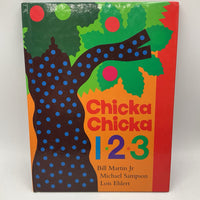 Chicka
Chicka
1 2 3
Bill Martin Jr
Michael Sampson
Lois Ehlert